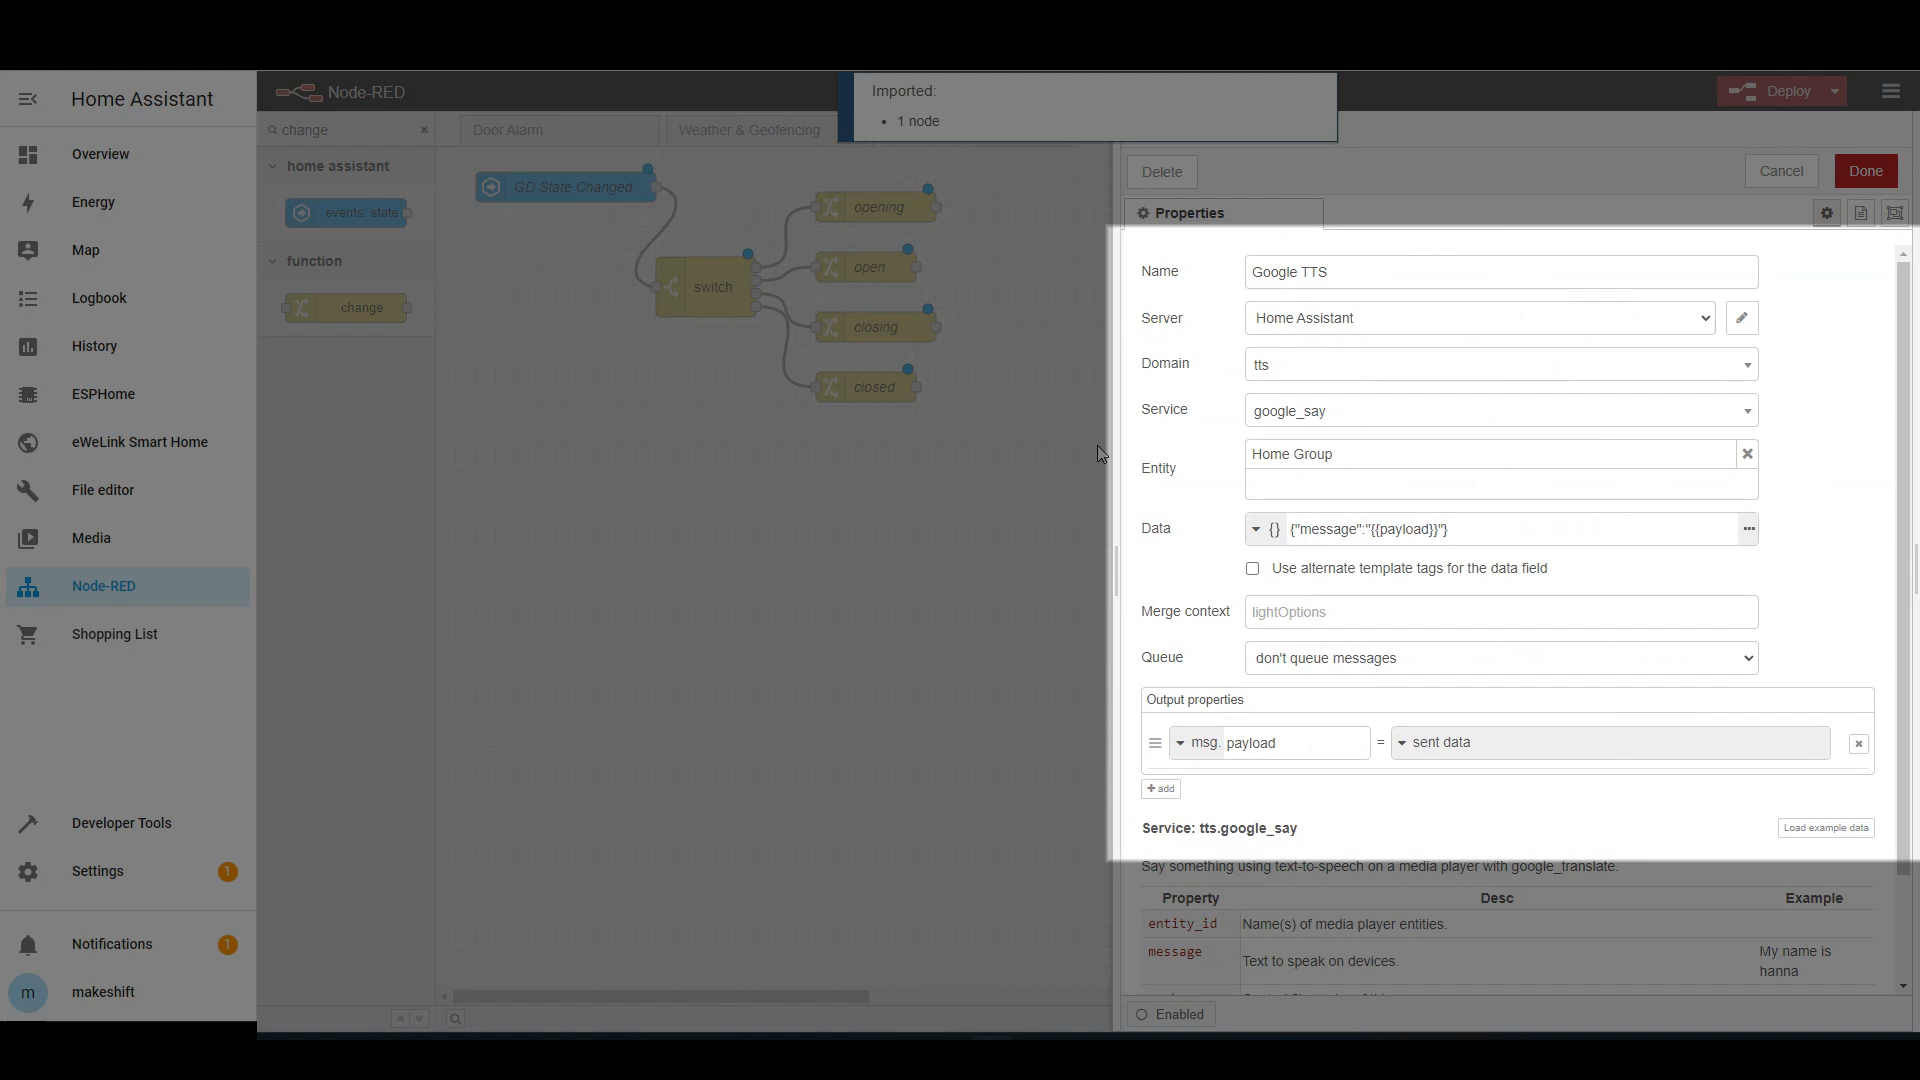 Home Assistant
Overview
Energy
Map
Logbook
History
ESPHome
eWeLink Smart Home
File editor
Media
Node-RED
Shopping List
Developer Tools
Settings
1
Notifications
1
m
makeshift
Node-RED
Imported:
• 1 node
Deploy
change
Door Alarm
Weather & Geofencing
home assistant
events: state
function
change
GD State Changed
switch
opening
open
closing
closed
Delete
Cancel
Done
Properties
Name
Google TTS
Server
Home Assistant
Domain
tts
Service
google_say
Entity
Home Group
Data
{} {"message":"{{payload}}"}
Use alternate template tags for the data field
Merge context
lightOptions
Queue
don't queue messages
Output properties
msg. payload = sent data
+ add
Service: tts.google_say
Load example data
Say something using text-to-speech on a media player with google_translate.
Property Desc Example
entity_id Name(s) of media player entities.
message Text to speak on devices. My name is
hanna
Enabled